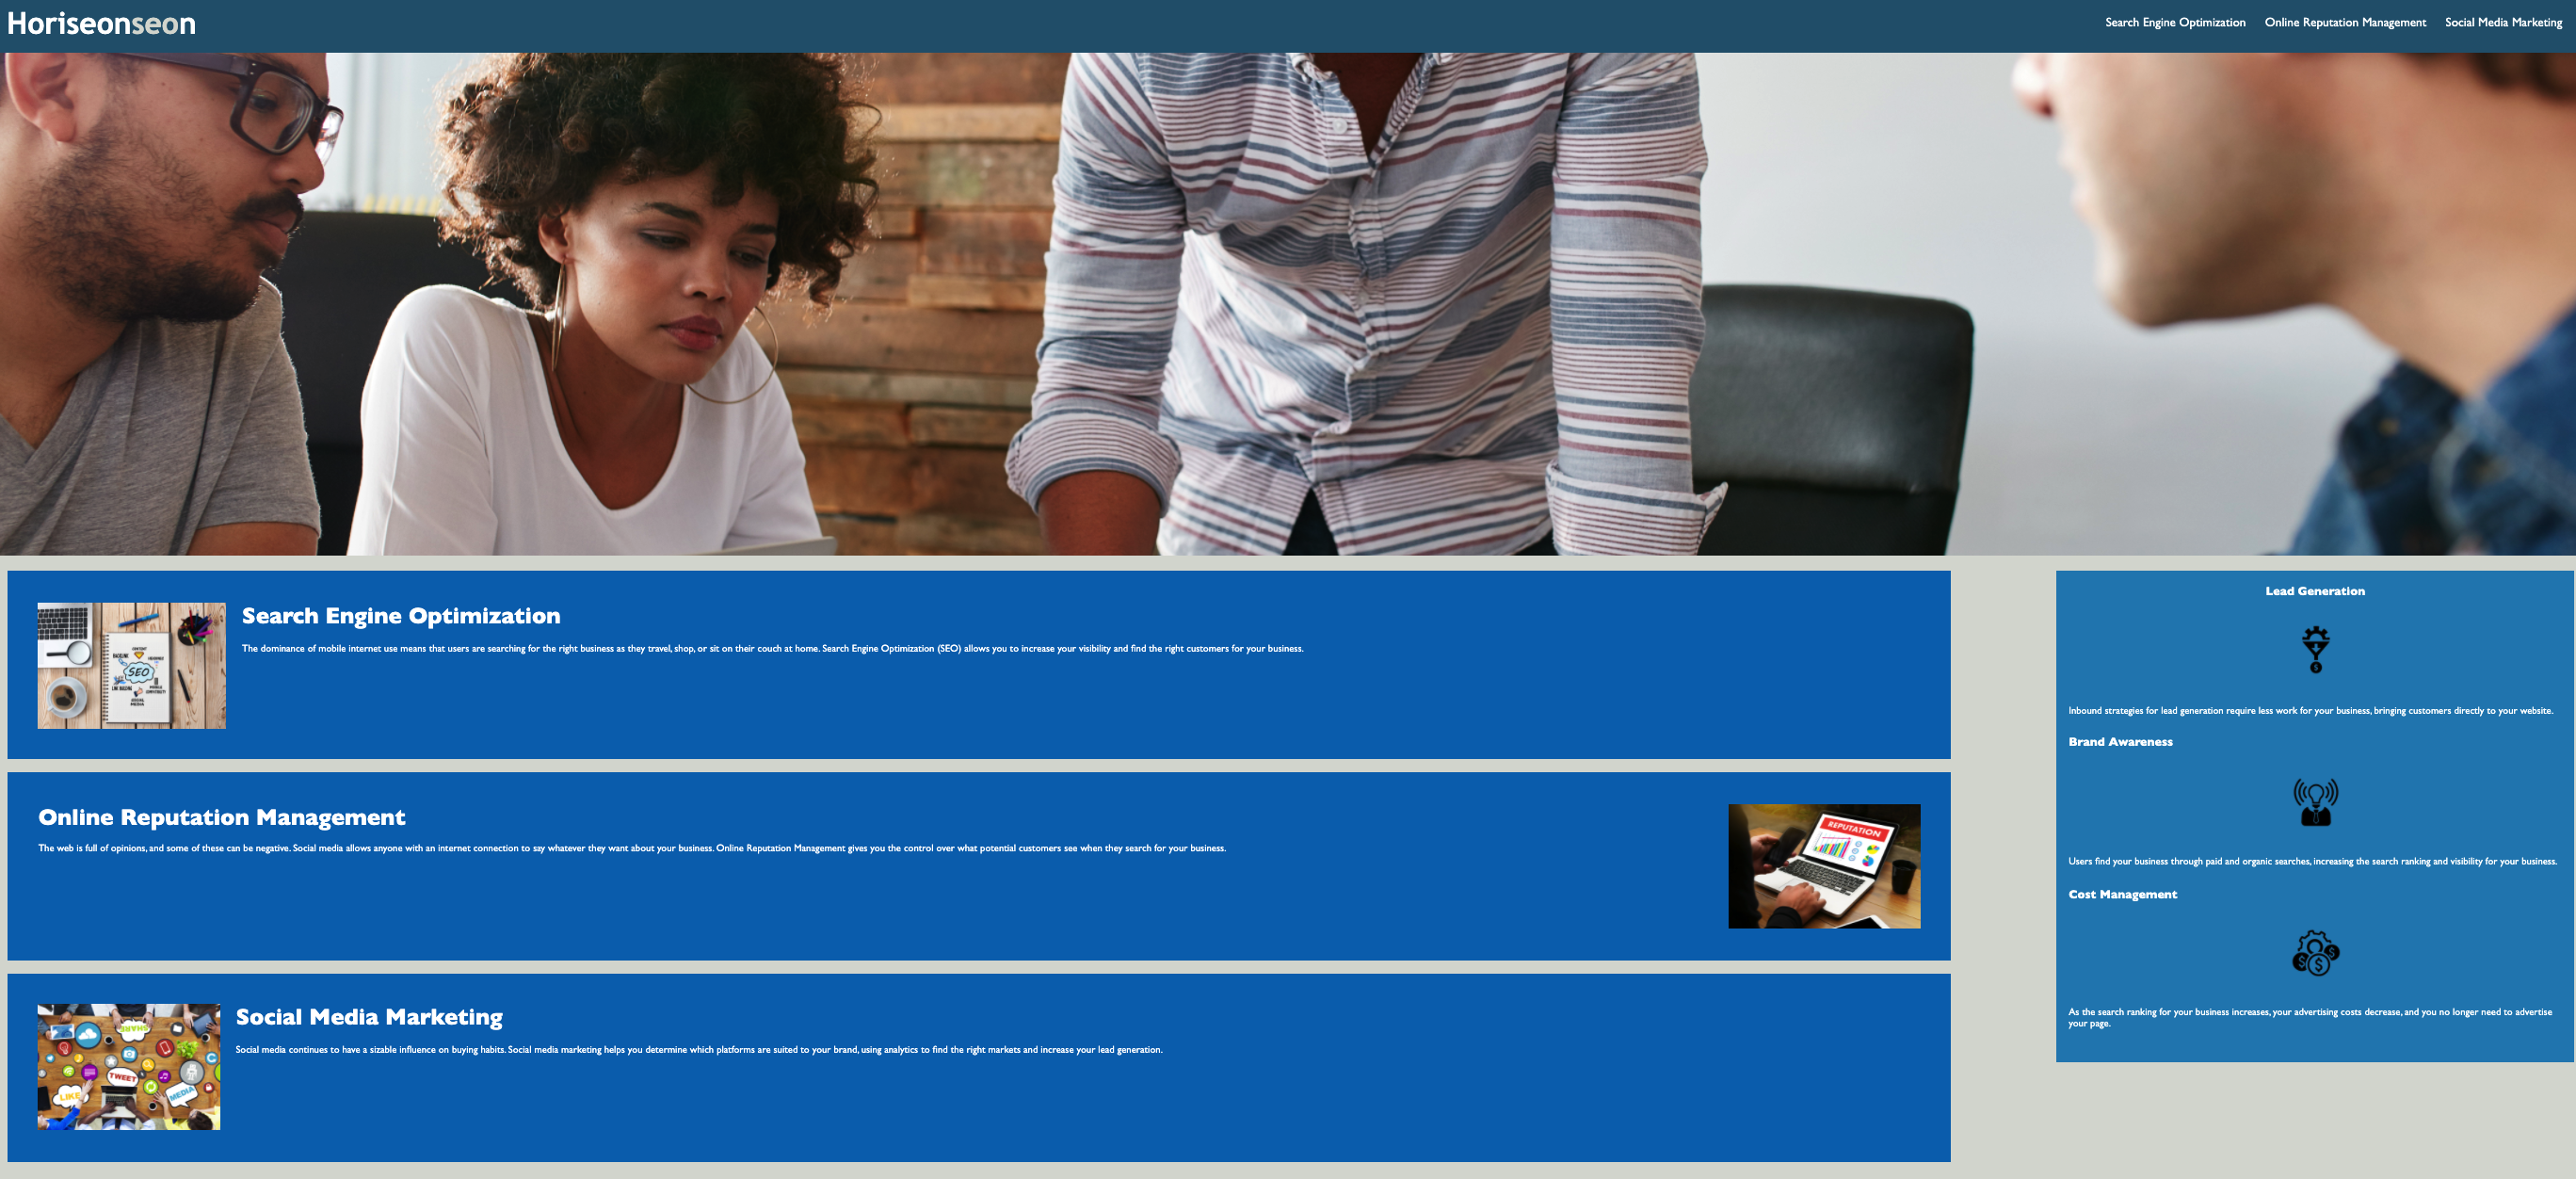 Horiseonseon
Search Engine Optimization Online Reputation Management Social Media Marketing
Search Engine Optimization
The dominance of mobile internet use means that users are searching for the right business as they travel, shop, or sit on their couch at home. Search Engine Optimization (SEO) allows you to increase your visibility and find the right customers for your business.
SEO
Online Reputation Management
The web is full of opinions, and some of these can be negative. Social media allows anyone with an internet connection to say whatever they want about your business. Online Reputation Management gives you the control over what potential customers see when they search for your business.
REPUTATION
Social Media Marketing
Social media continues to have a sizable influence on buying habits. Social media marketing helps you determine which platforms are suited to your brand, using analytics to find the right markets and increase your lead generation.
SHARE
TWEET
LIKE
MEDIA
Lead Generation
Inbound strategies for lead generation require less work for your business, bringing customers directly to your website.
Brand Awareness
Users find your business through paid and organic searches, increasing the search ranking and visibility for your business.
Cost Management
As the search ranking for your business increases, your advertising costs decrease, and you no longer need to advertise
your page.